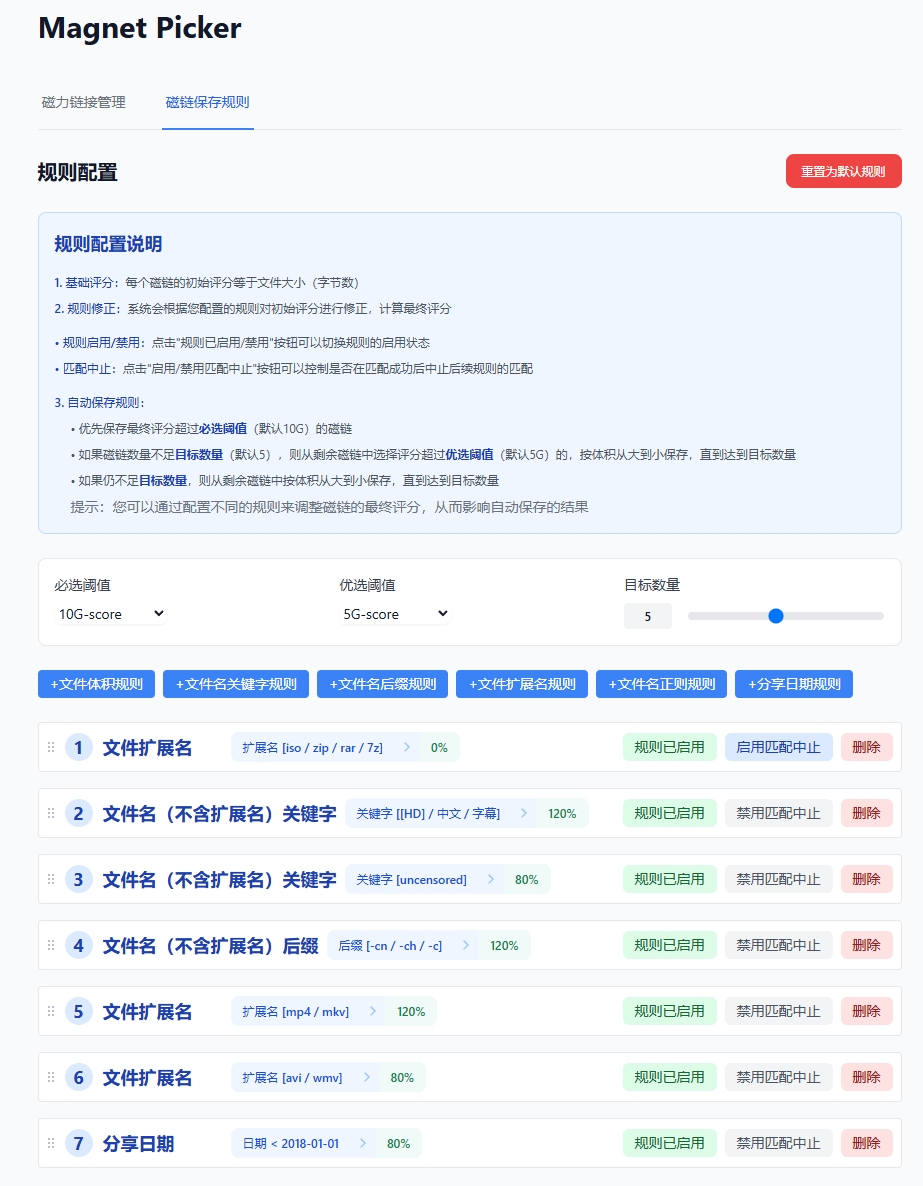 Magnet Picker
磁力链接管理 磁链保存规则
规则配置 重置为默认规则
规则配置说明
1. 基础评分：每个磁链的初始评分等于文件大小（字节数）
2. 规则修正：系统会根据您配置的规则对初始评分进行修正，计算最终评分
• 规则启用/禁用：点击"规则已启用/禁用"按钮可以切换规则的启用状态
• 匹配中止：点击"启用/禁用匹配中止"按钮可以控制是否在匹配成功后中止后续规则的匹配
3. 自动保存规则：
• 优先保存最终评分超过必选阈值（默认10G）的磁链
• 如果磁链数量不足目标数量（默认5），则从剩余磁链中选择评分超过优选阈值（默认5G）的，按体积从大到小保存，直到达到目标数量
• 如果仍不足目标数量，则从剩余磁链中按体积从大到小保存，直到达到目标数量
提示：您可以通过配置不同的规则来调整磁链的最终评分，从而影响自动保存的结果
必选阈值 优选阈值 目标数量
10G-score 5G-score 5
+文件体积规则 +文件名关键字规则 +文件名后缀规则 +文件扩展名规则 +文件名正则规则 +分享日期规则
1 文件扩展名 扩展名 [iso / zip / rar / 7z] > 0% 规则已启用 启用匹配中止 删除
2 文件名（不含扩展名）关键字 关键字 [[HD] / 中文 / 字幕] > 120% 规则已启用 禁用匹配中止 删除
3 文件名（不含扩展名）关键字 关键字 [uncensored] > 80% 规则已启用 禁用匹配中止 删除
4 文件名（不含扩展名）后缀 后缀 [-cn / -ch / -c] > 120% 规则已启用 禁用匹配中止 删除
5 文件扩展名 扩展名 [mp4 / mkv] > 120% 规则已启用 禁用匹配中止 删除
6 文件扩展名 扩展名 [avi / wmv] > 80% 规则已启用 禁用匹配中止 删除
7 分享日期 日期 < 2018-01-01 > 80% 规则已启用 禁用匹配中止 删除